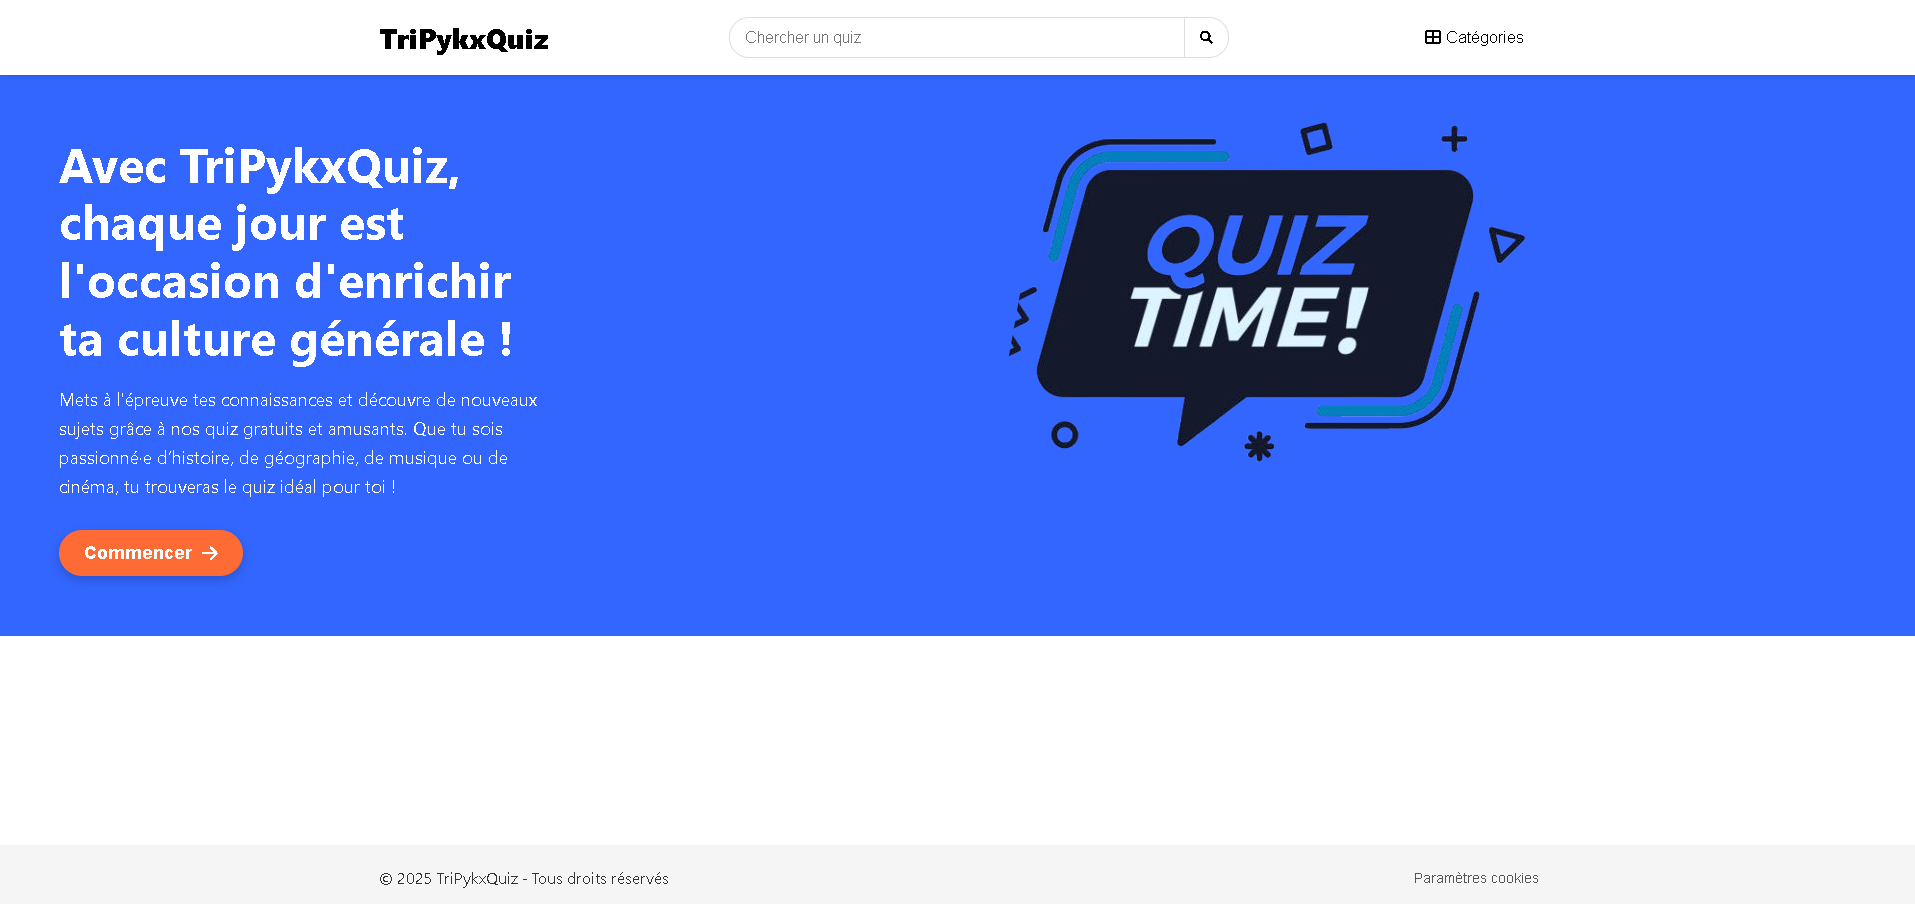 TriPykxQuiz
Chercher un quiz
Catégories
Avec TriPykxQuiz,
chaque jour est
l'occasion d'enrichir
ta culture générale !
Mets à l'épreuve tes connaissances et découvre de nouveaux
sujets grâce à nos quiz gratuits et amusants. Que tu sois
passionné·e d’histoire, de géographie, de musique ou de
cinéma, tu trouveras le quiz idéal pour toi !
Commencer
QUIZ
TIME!
© 2025 TriPykxQuiz - Tous droits réservés
Paramètres cookies